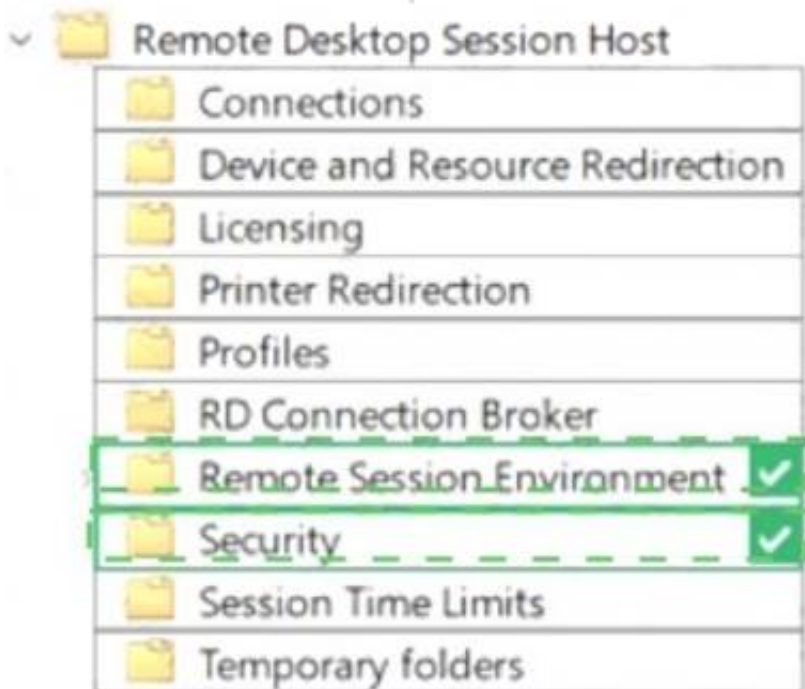 Remote Desktop Session Host
Connections
Device and Resource Redirection
Licensing
Printer Redirection
Profiles
RD Connection Broker
Remote Session Environment
Security
Session Time Limits
Temporary folders